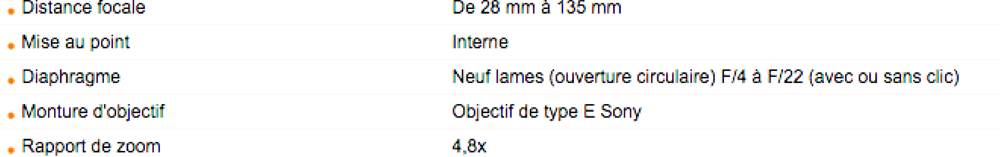 Distance focale De 28 mm à 135 mm
Mise au point Interne
Diaphragme Neuf lames (ouverture circulaire) F/4 à F/22 (avec ou sans clic)
Monture d'objectif Objectif de type E Sony
Rapport de zoom 4,8x